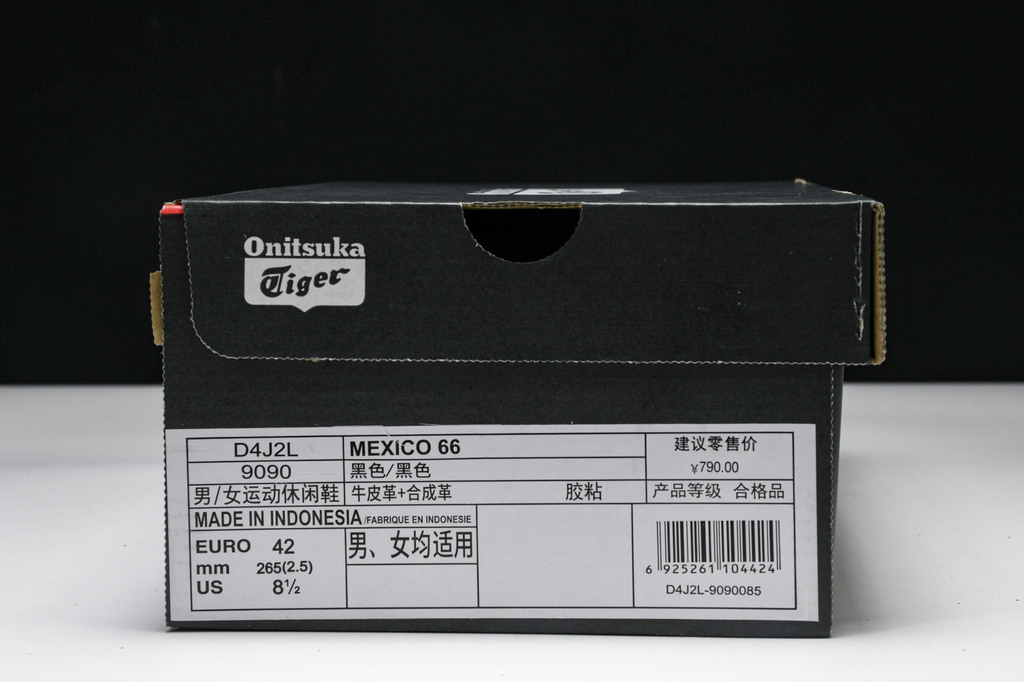 Onitsuka
Tiger
D4J2L
MEXICO 66
建议零售价
¥790.00
9090
黑色/黑色
男/女运动休闲鞋
牛皮革+合成革
胶粘
产品等级 合格品
MADE IN INDONESIA/FABRIQUE EN INDONESIE
EURO 42
男、女均适用
mm 265(2.5)
US 8½
6 925261 104424
D4J2L-9090085